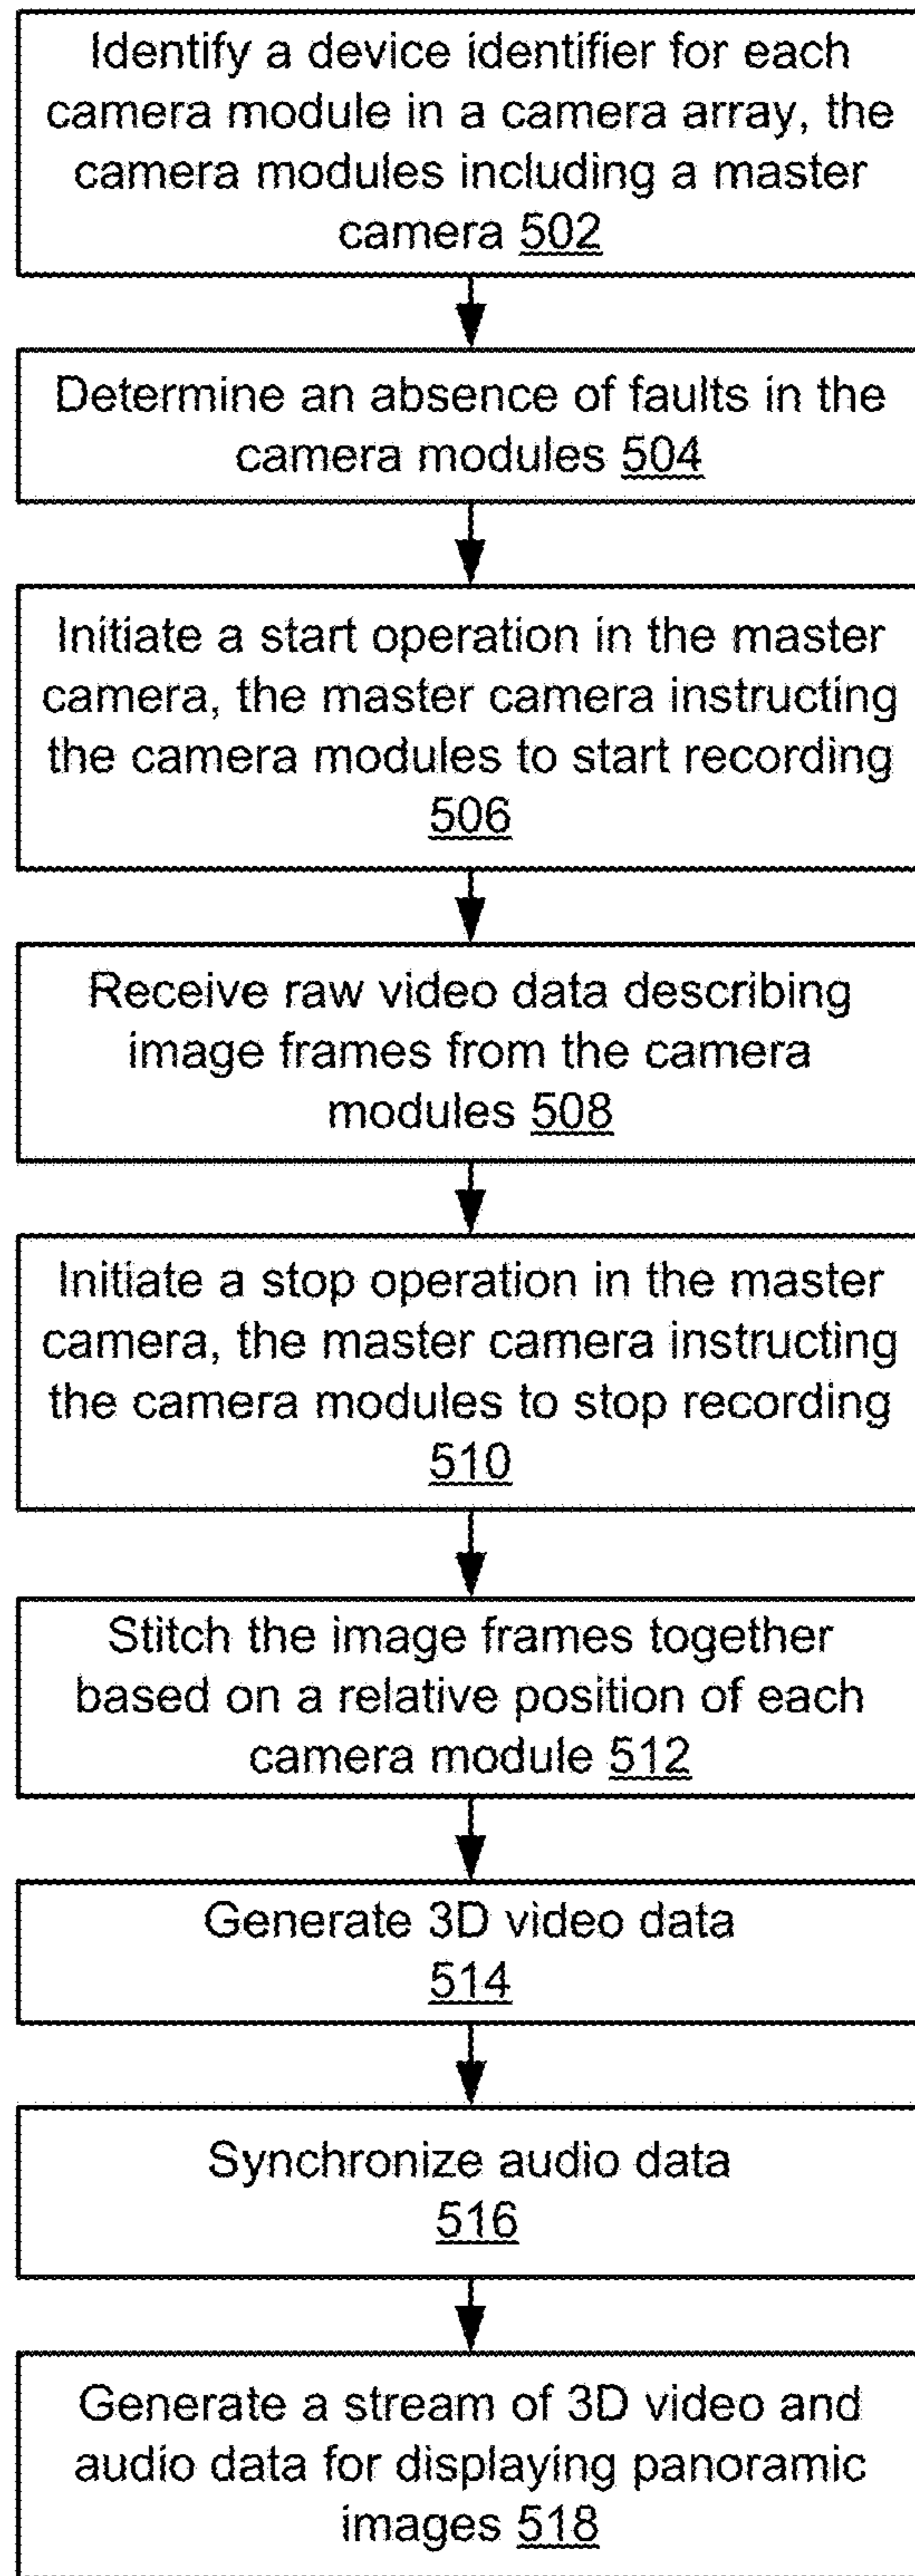 Identify a device identifier for each
camera module in a camera array, the
camera modules including a master
camera 502
Determine an absence of faults in the
camera modules 504
Initiate a start operation in the master
camera, the master camera instructing
the camera modules to start recording
506
Receive raw video data describing
image frames from the camera
modules 508
Initiate a stop operation in the master
camera, the master camera instructing
the camera modules to stop recording
510
Stitch the image frames together
based on a relative position of each
camera module 512
Generate 3D video data
514
Synchronize audio data
516
Generate a stream of 3D video and
audio data for displaying panoramic
images 518